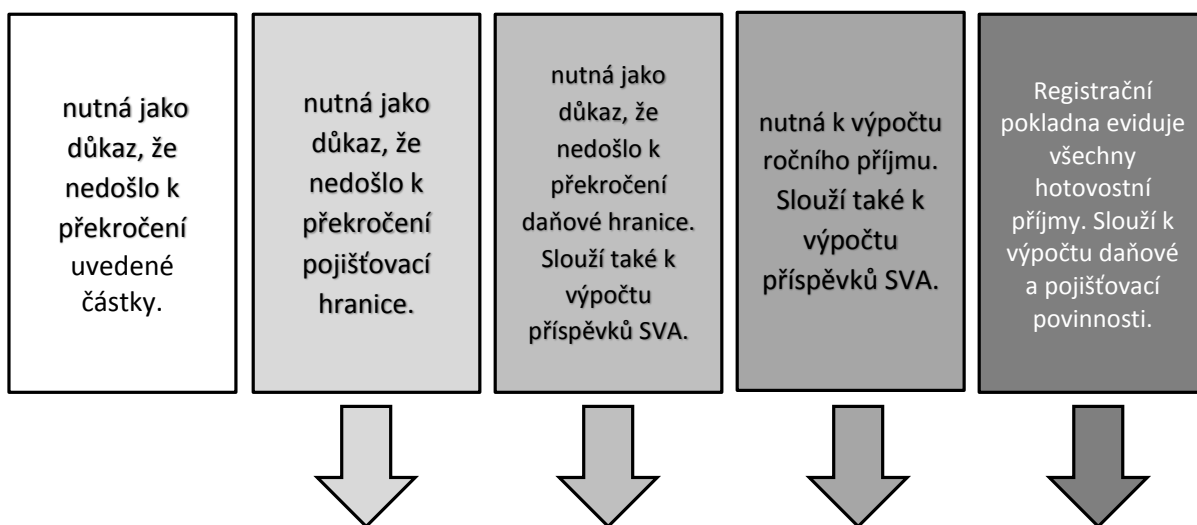 nutná jako
důkaz, že
nedošlo k
překročení
uvedené
částky.
nutná jako
důkaz, že
nedošlo k
překročení
pojišťovací
hranice.
nutná jako
důkaz, že
nedošlo k
překročení
daňové hranice.
Slouží také k
výpočtu
příspěvků SVA.
nutná k výpočtu
ročního příjmu.
Slouží také k
výpočtu
příspěvků SVA.
Registrační
pokladna eviduje
všechny
hotovostní
příjmy. Slouží k
výpočtu daňové
a pojišťovací
povinnosti.